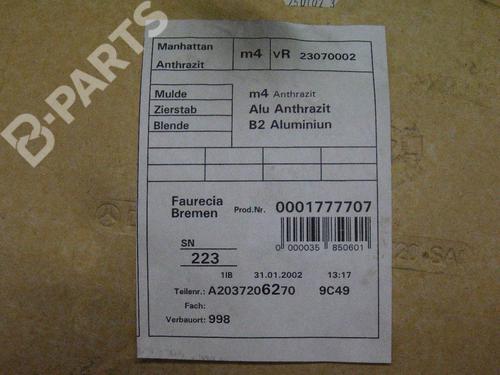 Manhattan
Anthrazit
m4
vR 23070002
Mulde m4 Anthrazit
Zierstab Alu Anthrazit
Blende B2 Aluminiun
Faurecia
Bremen
Prod.Nr. 0001777707
0 000035 850601
SN
223
1IB 31.01.2002 13:17
Teilenr.: A2037206270 9C49
Fach:
Verbauort: 998
B-PARTS